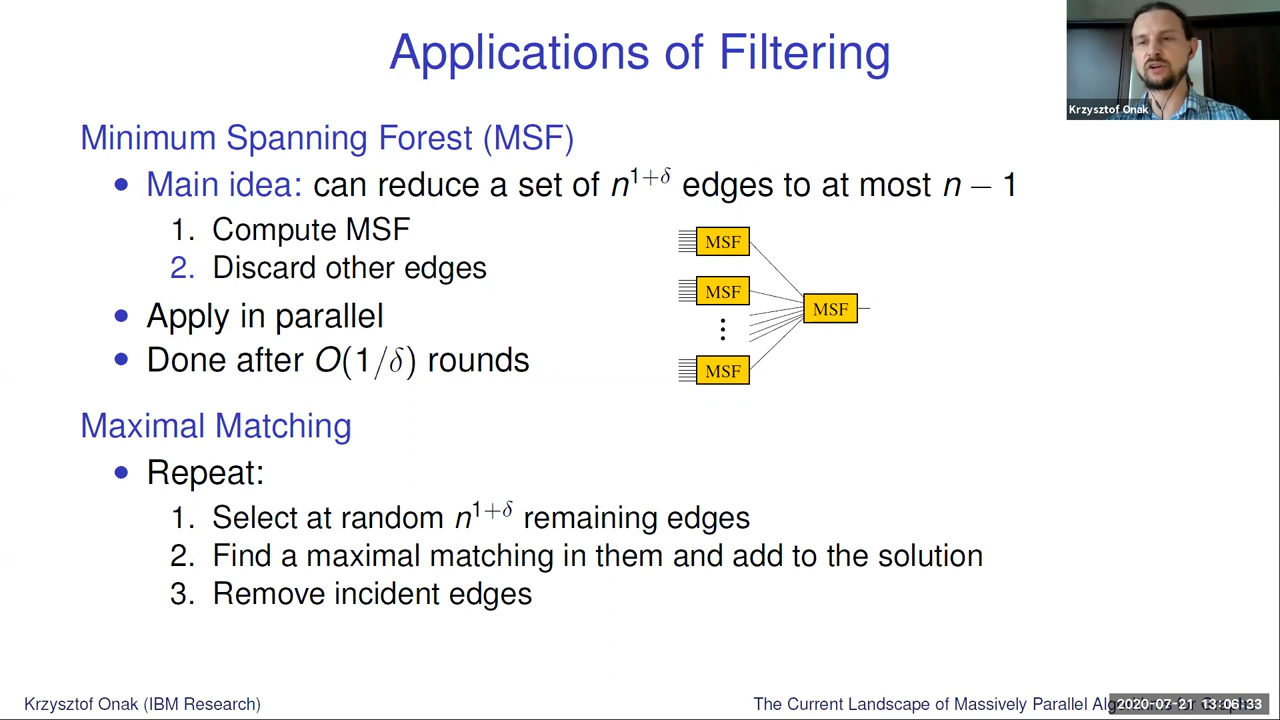 Applications of Filtering
Krzysztof Onak
Minimum Spanning Forest (MSF)
• Main idea: can reduce a set of n^{1+δ} edges to at most n − 1
1. Compute MSF
2. Discard other edges
• Apply in parallel
• Done after O(1/δ) rounds
MSF
MSF
MSF
MSF
Maximal Matching
• Repeat:
1. Select at random n^{1+δ} remaining edges
2. Find a maximal matching in them and add to the solution
3. Remove incident edges
Krzysztof Onak (IBM Research)
The Current Landscape of Massively Parallel
2020-07-21 13:06:33